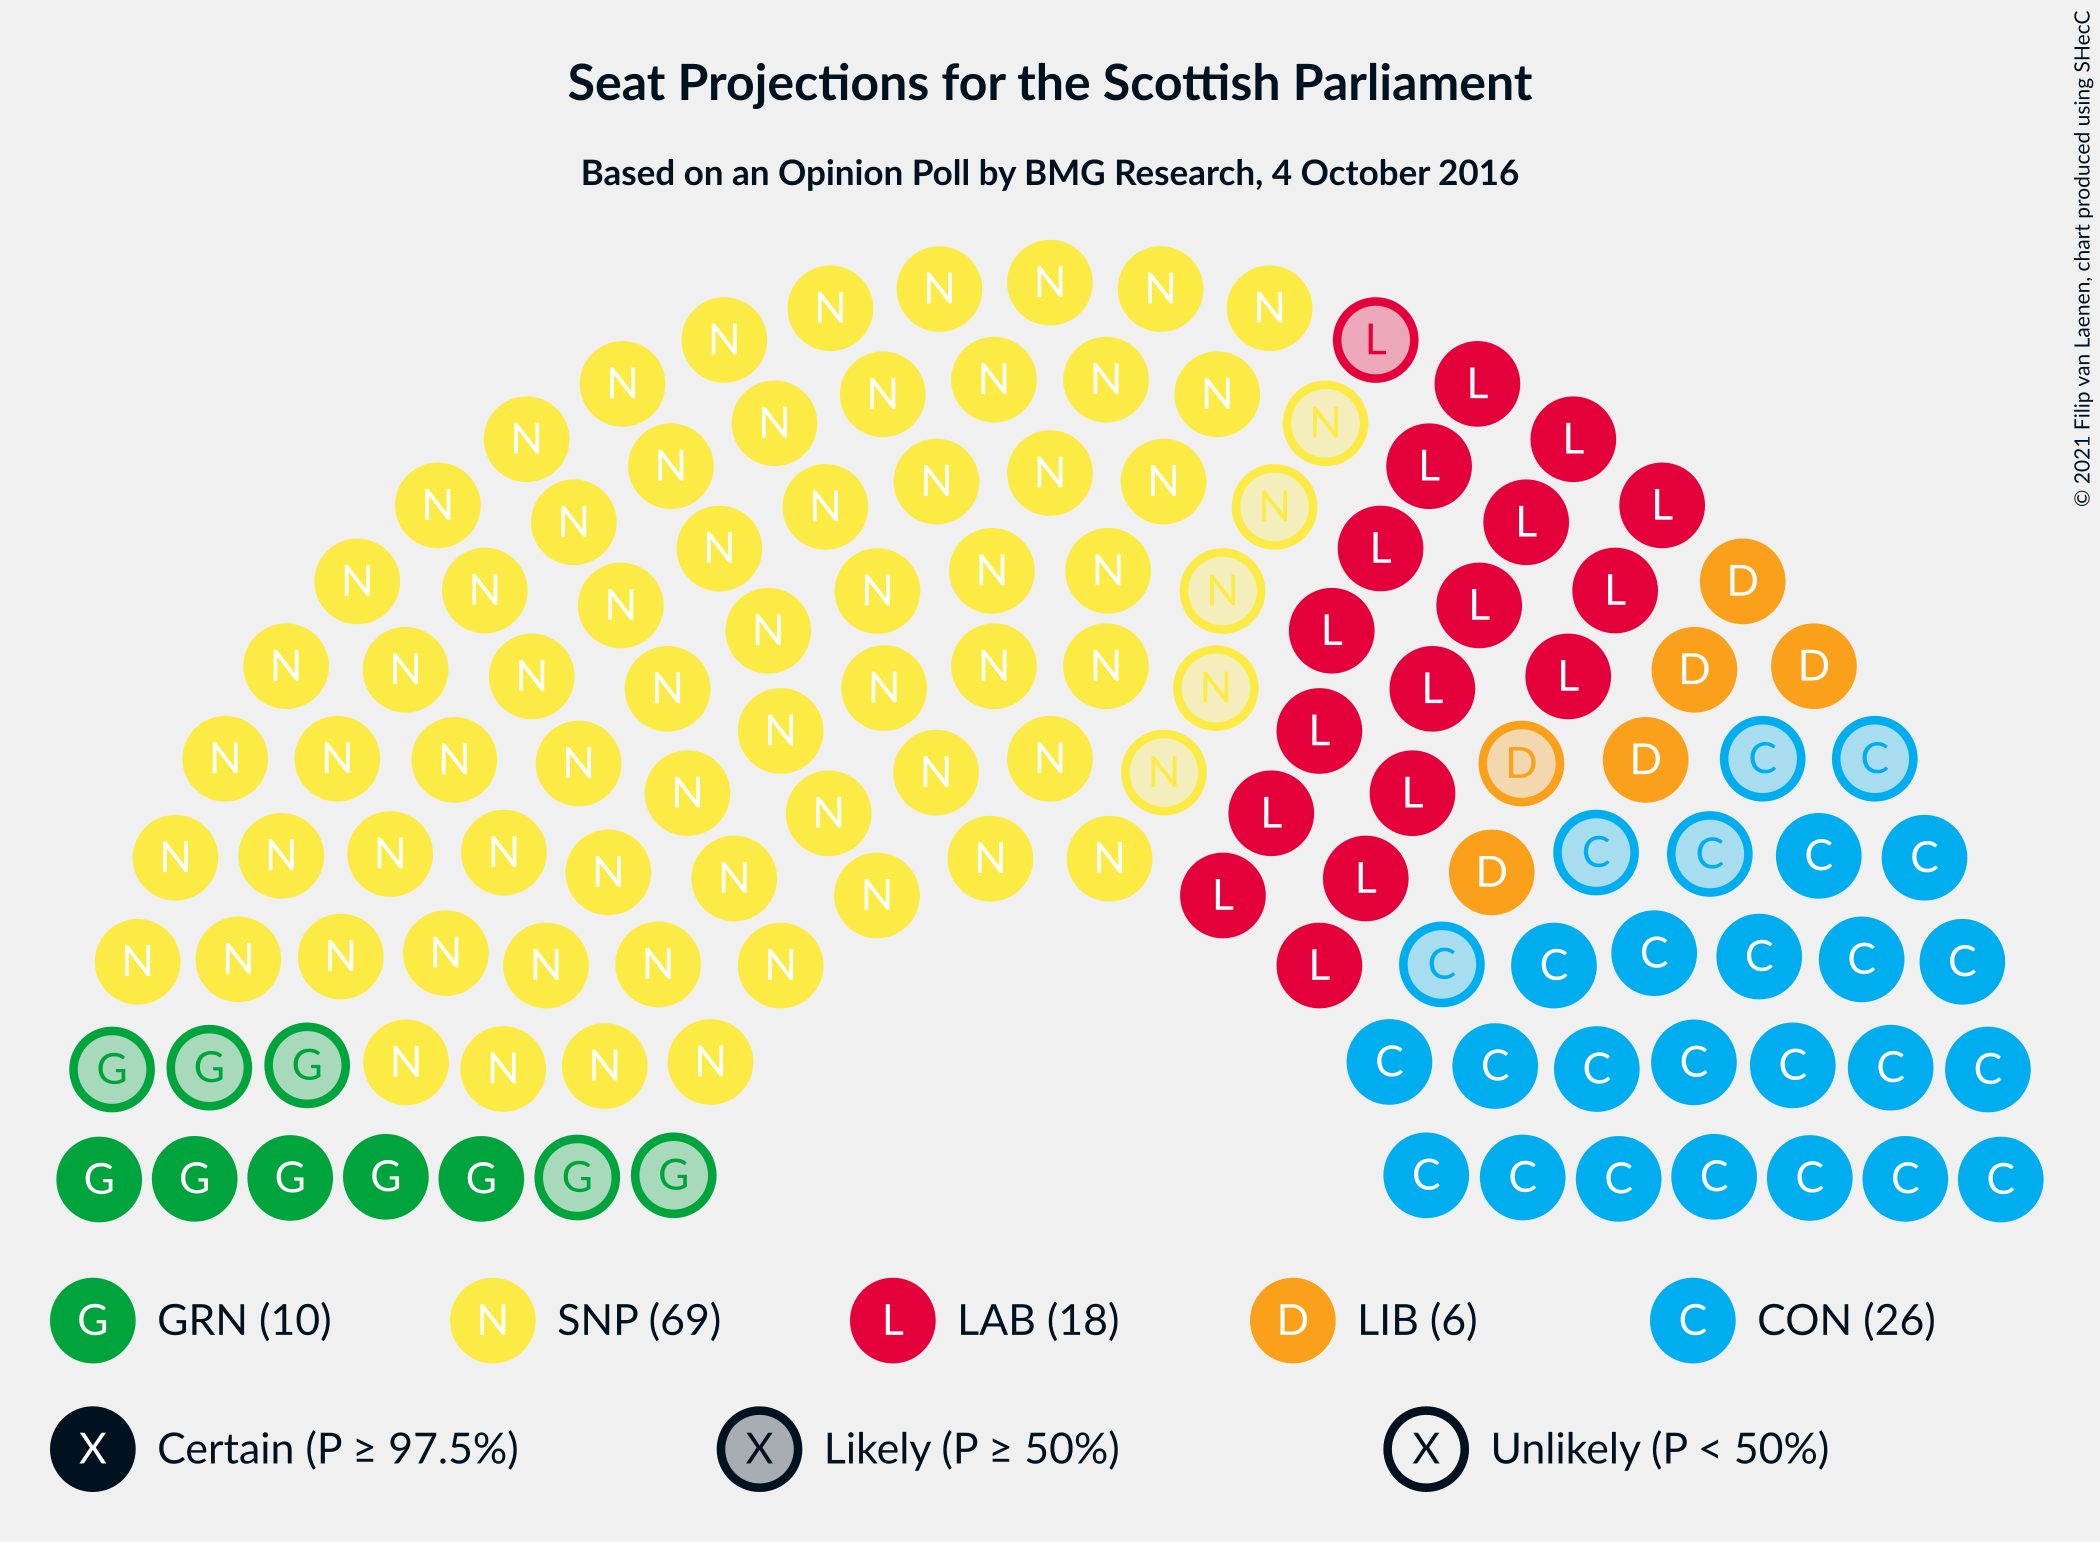 © 2021 Filip van Laenen, chart produced using SHecC
Seat Projections for the Scottish Parliament
Based on an Opinion Poll by BMG Research, 4 October 2016
N N N N N
N L
N N N N N L
N N N L
N N N N L
N N N N L L
N N N N L D
N N N N L L
N L
N N N N N N N N L L D D
N N N N N N N N L D D C C
N N L L
N N N N N N N N N L L D C C C C
N N N N N N N L C C C C C C
G G G N N N N C C C C C C C
G G G G G G G C C C C C C C
G GRN (10) N SNP (69) L LAB (18) D LIB (6) C CON (26)
X Certain (P ≥ 97.5%) X Likely (P ≥ 50%) X Unlikely (P < 50%)